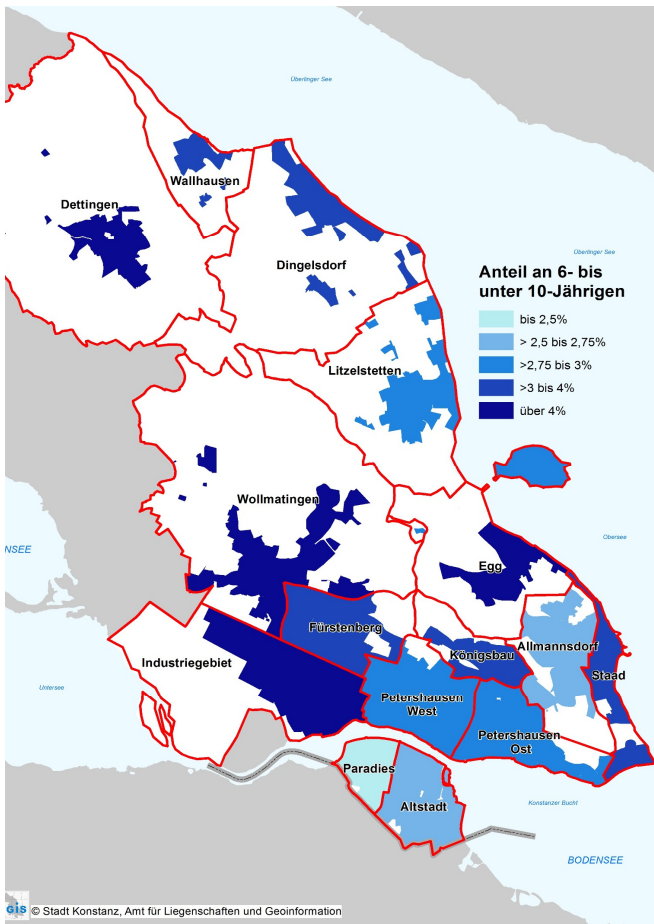 Überlinger See
Wallhausen
Dettingen
Dingelsdorf
Überlinger See
Anteil an 6- bis
unter 10-Jährigen
bis 2,5%
> 2,5 bis 2,75%
>2,75 bis 3%
>3 bis 4%
über 4%
Litzelstetten
Wollmatingen
Obersee
NSEE
Egg
Fürstenberg
Königsbau
Allmannsdorf
Industriegebiet
Staad
Untersee
Petershausen
West
Petershausen
Ost
Paradies
Altstadt
Konstanzer Bucht
BODENSEE
GIS © Stadt Konstanz, Amt für Liegenschaften und Geoinformation